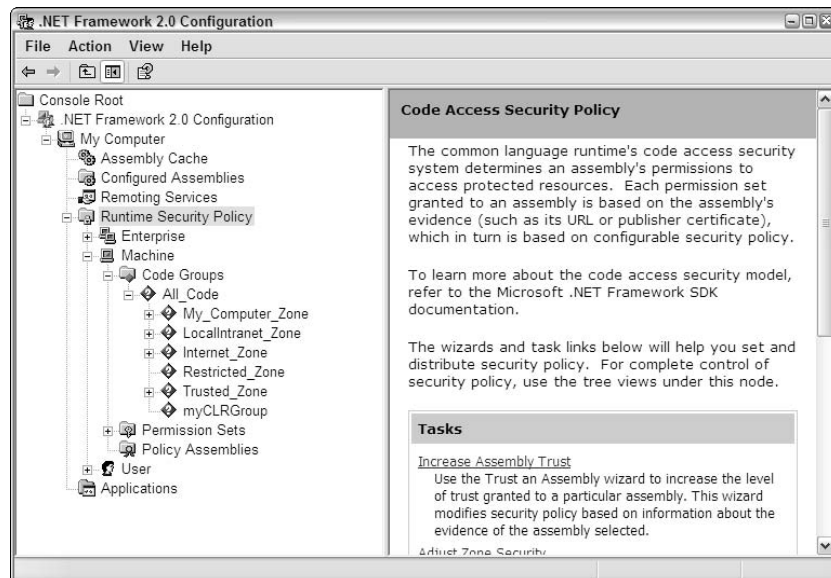 .NET Framework 2.0 Configuration
File Action View Help
Console Root
.NET Framework 2.0 Configuration
My Computer
Assembly Cache
Configured Assemblies
Remoting Services
Runtime Security Policy
Enterprise
Machine
Code Groups
All_Code
My_Computer_Zone
LocalIntranet_Zone
Internet_Zone
Restricted_Zone
Trusted_Zone
myCLRGroup
Permission Sets
Policy Assemblies
User
Applications
Code Access Security Policy
The common language runtime's code access security
system determines an assembly's permissions to
access protected resources. Each permission set
granted to an assembly is based on the assembly's
evidence (such as its URL or publisher certificate),
which in turn is based on configurable security policy.
To learn more about the code access security model,
refer to the Microsoft .NET Framework SDK
documentation.
The wizards and task links below will help you set and
distribute security policy. For complete control of
security policy, use the tree views under this node.
Tasks
Increase Assembly Trust
Use the Trust an Assembly wizard to increase the level
of trust granted to a particular assembly. This wizard
modifies security policy based on information about the
evidence of the assembly selected.
Adjust Zone Security